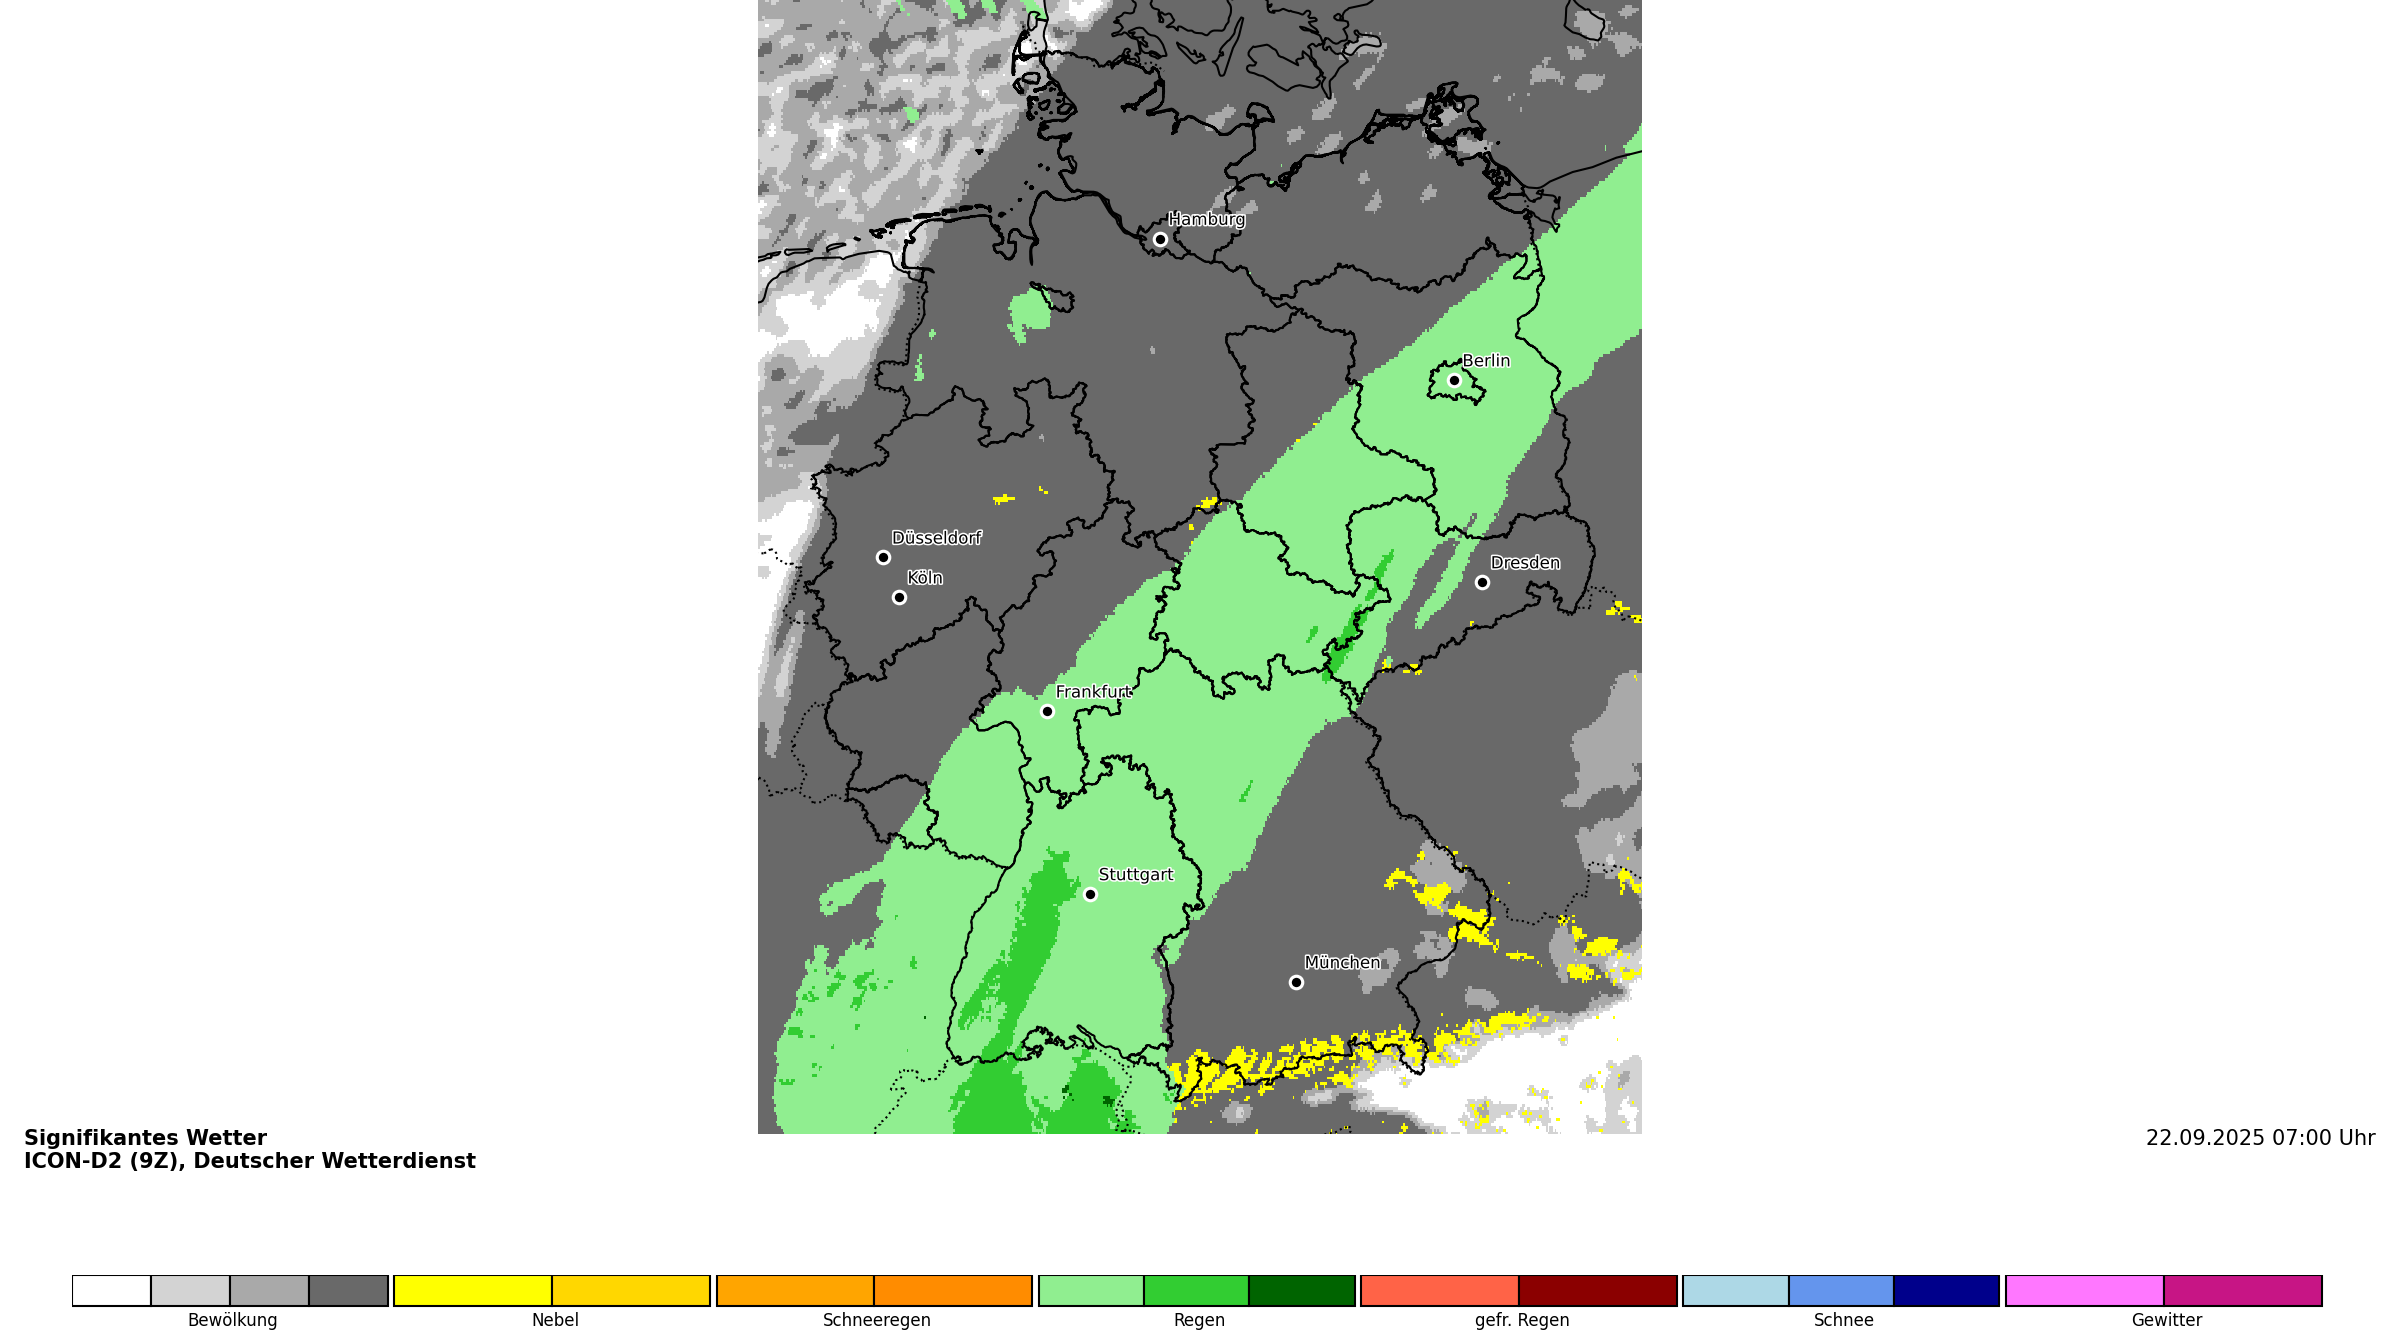 Hamburg
Berlin
Düsseldorf
Köln
Dresden
Frankfurt
Stuttgart
München
Signifikantes Wetter
ICON-D2 (9Z), Deutscher Wetterdienst
22.09.2025 07:00 Uhr
Bewölkung
Nebel
Schneeregen
Regen
gefr. Regen
Schnee
Gewitter